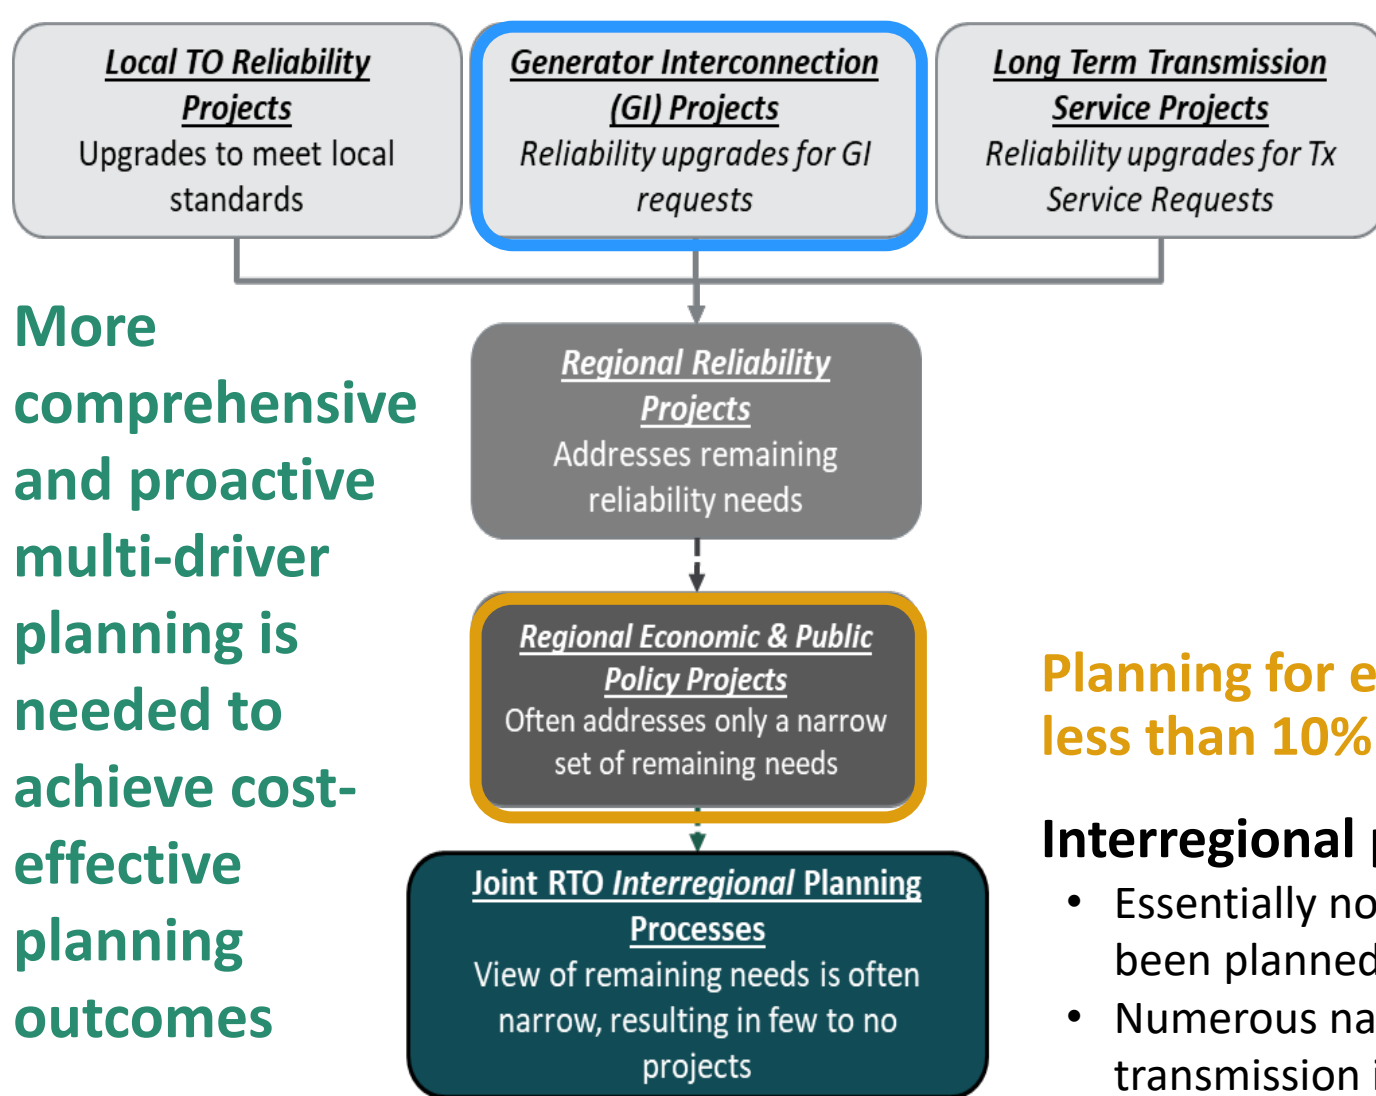 Local TO Reliability
Projects
Upgrades to meet local
standards
Generator Interconnection
(GI) Projects
Reliability upgrades for GI
requests
Long Term Transmission
Service Projects
Reliability upgrades for Tx
Service Requests
More
comprehensive
and proactive
multi-driver
planning is
needed to
achieve cost-
effective
planning
outcomes
Regional Reliability
Projects
Addresses remaining
reliability needs
Regional Economic & Public
Policy Projects
Often addresses only a narrow
set of remaining needs
Joint RTO Interregional Planning
Processes
View of remaining needs is often
narrow, resulting in few to no
projects
Planning for
less than 10%
Interregional
• Essentially no
been planned
• Numerous
transmission